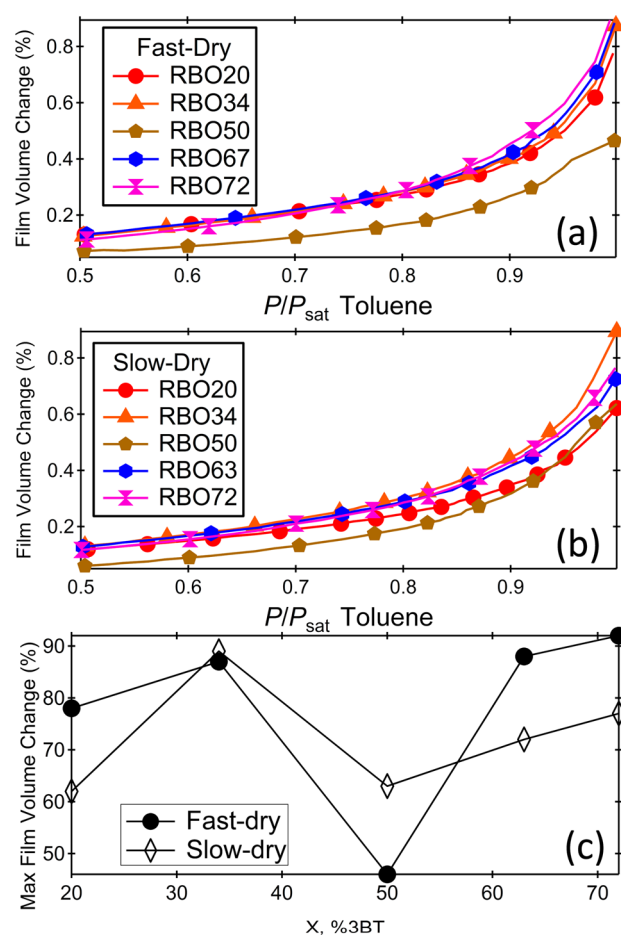 Film Volume Change (%)
0.8
0.6
0.4
0.2
Fast-Dry
RBO20
RBO34
RBO50
RBO67
RBO72
(a)
0.5 0.6 0.7 0.8 0.9
P/Psat Toluene
Film Volume Change (%)
0.8
0.6
0.4
0.2
Slow-Dry
RBO20
RBO34
RBO50
RBO63
RBO72
(b)
0.5 0.6 0.7 0.8 0.9
P/Psat Toluene
Max Film Volume Change (%)
90
80
70
60
50
Fast-dry
Slow-dry
(c)
20 30 40 50 60 70
X, %3BT